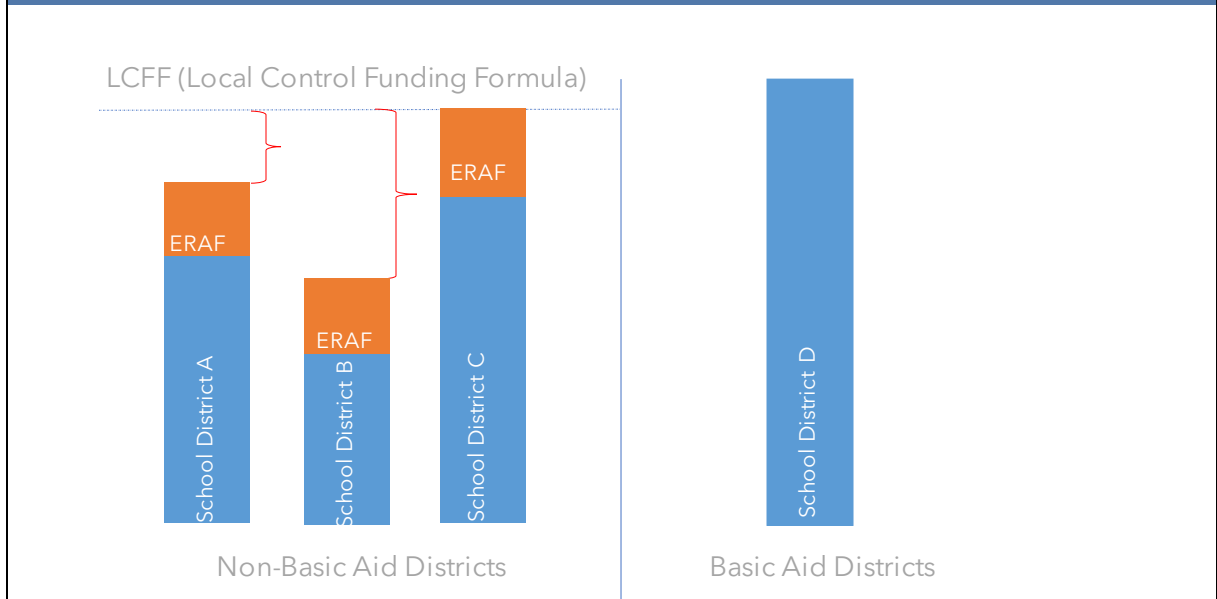 LCFF (Local Control Funding Formula)
ERAF
ERAF
ERAF
School District A
School District B
School District C
School District D
Non-Basic Aid Districts
Basic Aid Districts